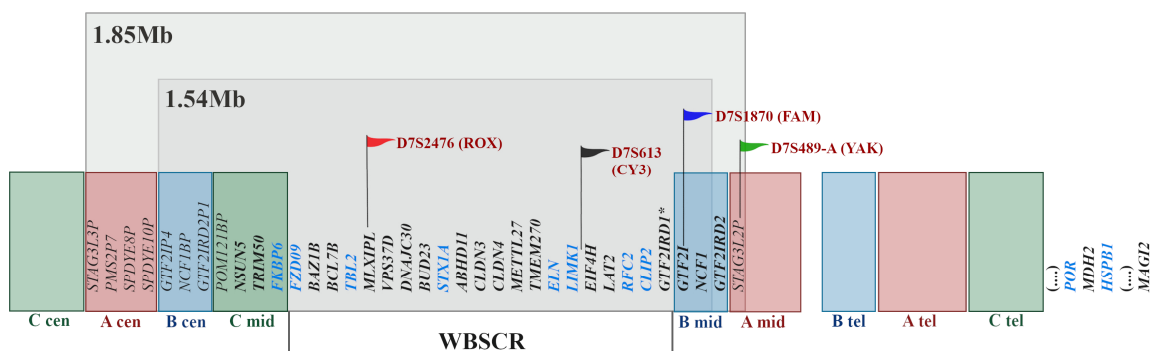 1.85Mb
1.54Mb
D7S2476 (ROX)
D7S613
(CY3)
D7S1870 (FAM)
D7S489-A (YAK)
STAG3L3P
PMS2P7
SPDYE8P
SPDYE10P
GTF2IP4
NCF1BP
GTF2IRD2P1
POM121BP
NSUN5
TRIM50
FKBP6
FZD09
BAZ1B
BCL7B
TBL2
MLXIPL
VPS37D
DNAJC30
BUD23
STX1A
ABHD11
CLDN3
CLDN4
METTL27
TMEM270
ELN
LIMK1
EIF4H
LAT2
RFC2
CLIP2
GTF2IRD1*
GTF2I
NCF1
GTF2IRD2
STAG3L2P
(....)
POR
MDH2
HSPB1
(....)
MAGI2
C cen
A cen
B cen
C mid
B mid
A mid
B tel
A tel
C tel
WBSCR